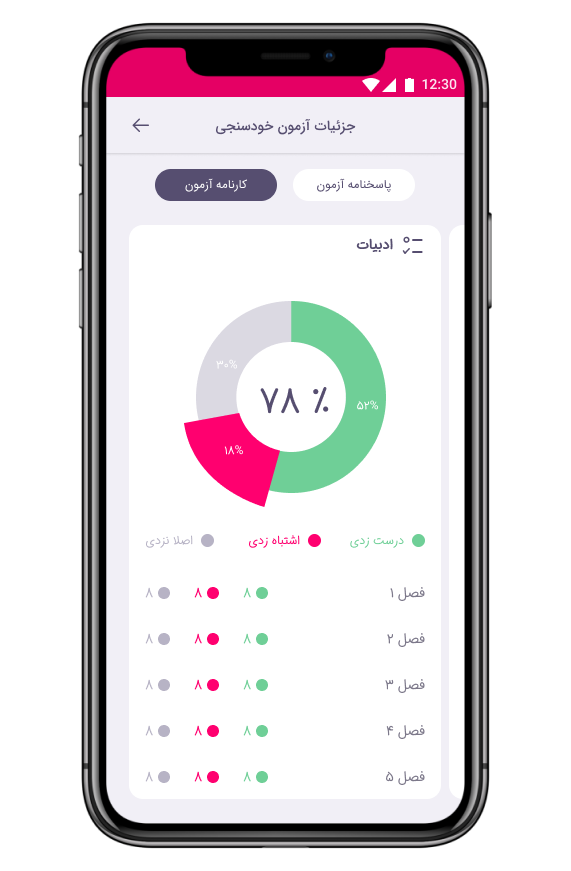 12:30
جزئیات آزمون خودسنجی
پاسخنامه آزمون
کارنامه آزمون
ادبیات
۳۰%
۵۲%
۷۸ ٪
۱۸%
درست زدی
اشتباه زدی
اصلا نزدی
فصل ۱ ۸ ۸ ۸
فصل ۲ ۸ ۸ ۸
فصل ۳ ۸ ۸ ۸
فصل ۴ ۸ ۸ ۸
فصل ۵ ۸ ۸ ۸